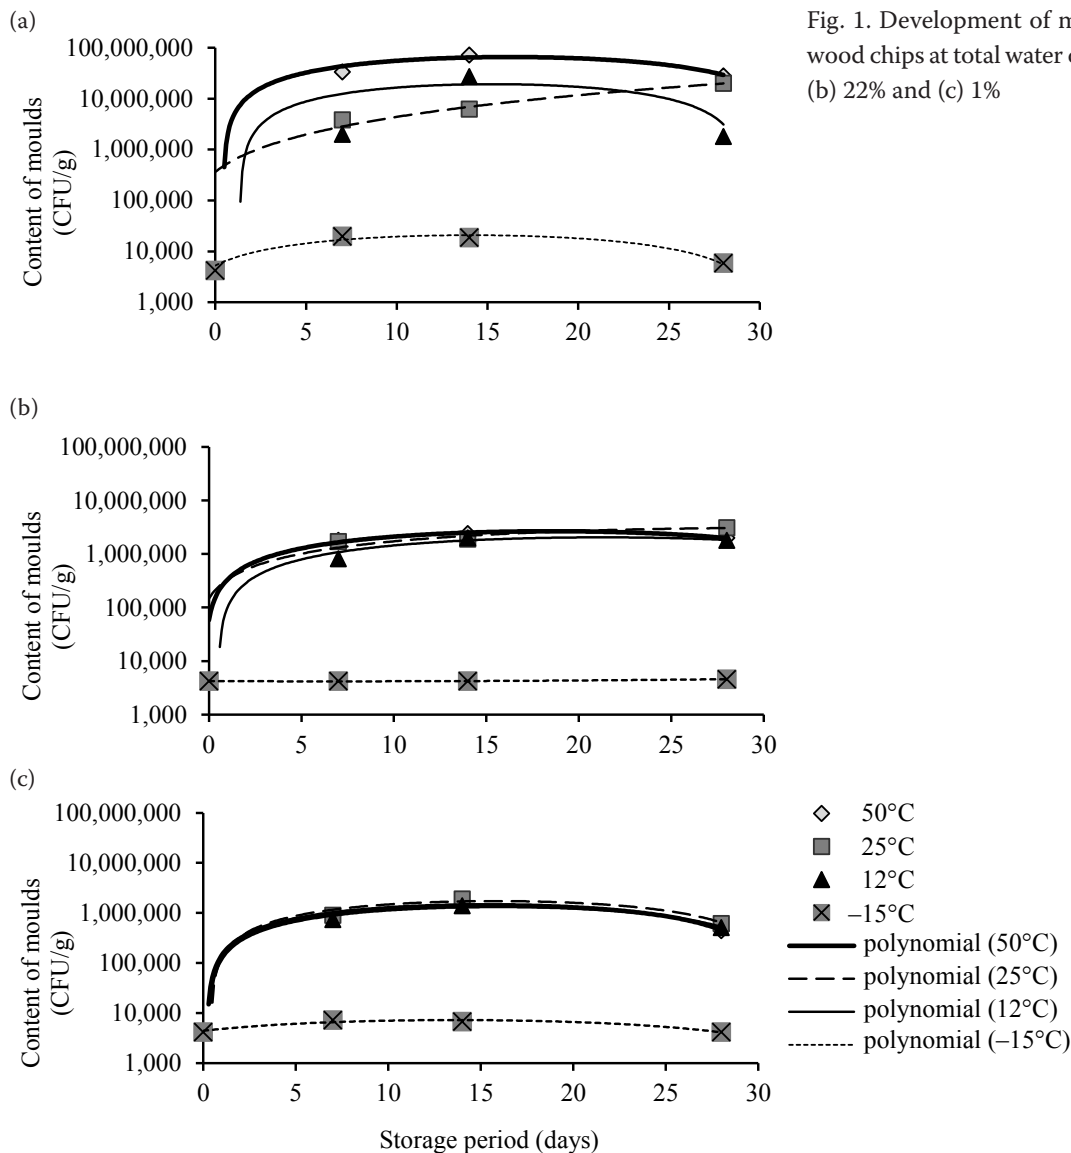 (a)
Fig. 1. Development of
wood chips at total water
(b) 22% and (c) 1%
100,000,000
10,000,000
1,000,000
100,000
10,000
1,000
Content of moulds
(CFU/g)
0 5 10 15 20 25 30
(b)
100,000,000
10,000,000
1,000,000
100,000
10,000
1,000
Content of moulds
(CFU/g)
0 5 10 15 20 25 30
(c)
100,000,000
10,000,000
1,000,000
100,000
10,000
1,000
Content of moulds
(CFU/g)
0 5 10 15 20 25 30
Storage period (days)
50°C
25°C
12°C
–15°C
polynomial (50°C)
polynomial (25°C)
polynomial (12°C)
polynomial (–15°C)